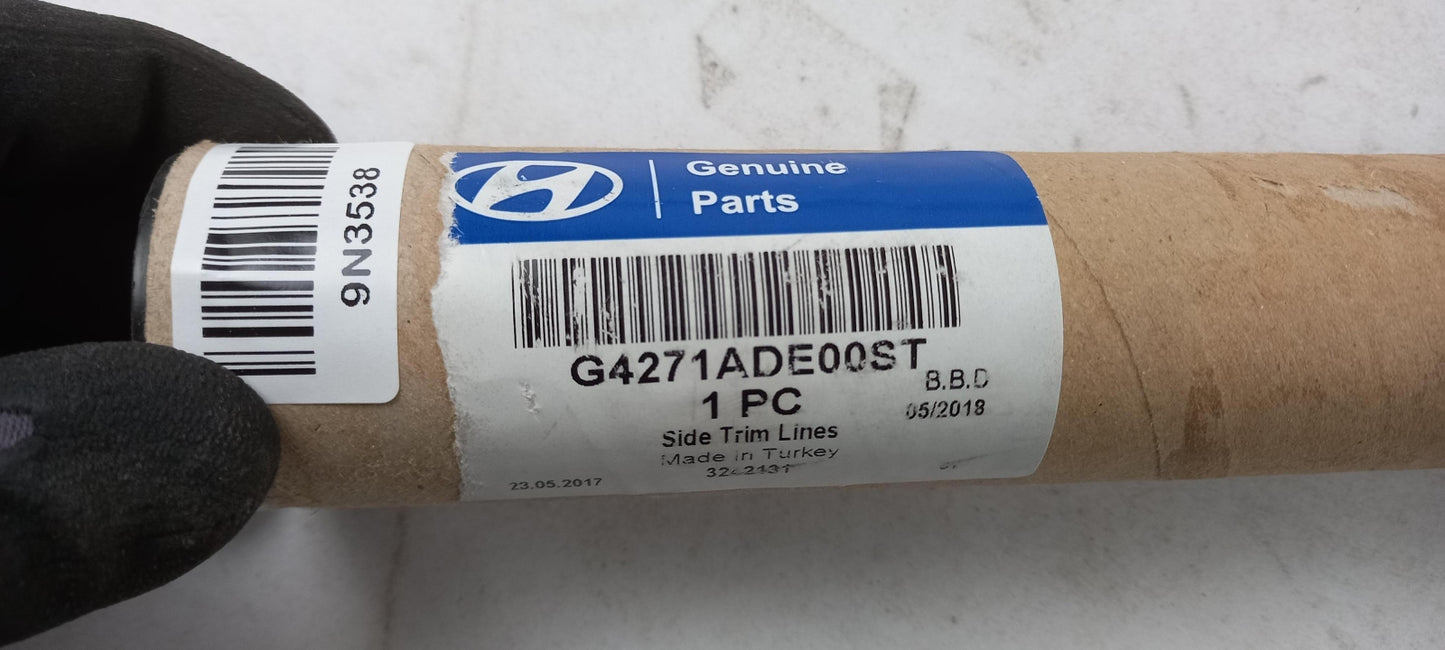 9N3538
Genuine
Parts
G4271ADE00ST
1 PC
B.B.D
05/2018
Side Trim Lines
Made in Turkey
23.05.2017